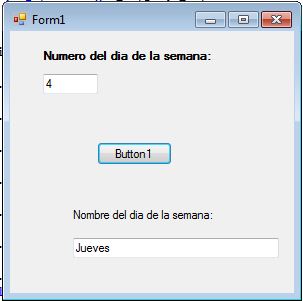 Form1
Numero del dia de la semana:
4
Button1
Nombre del dia de la semana:
Jueves